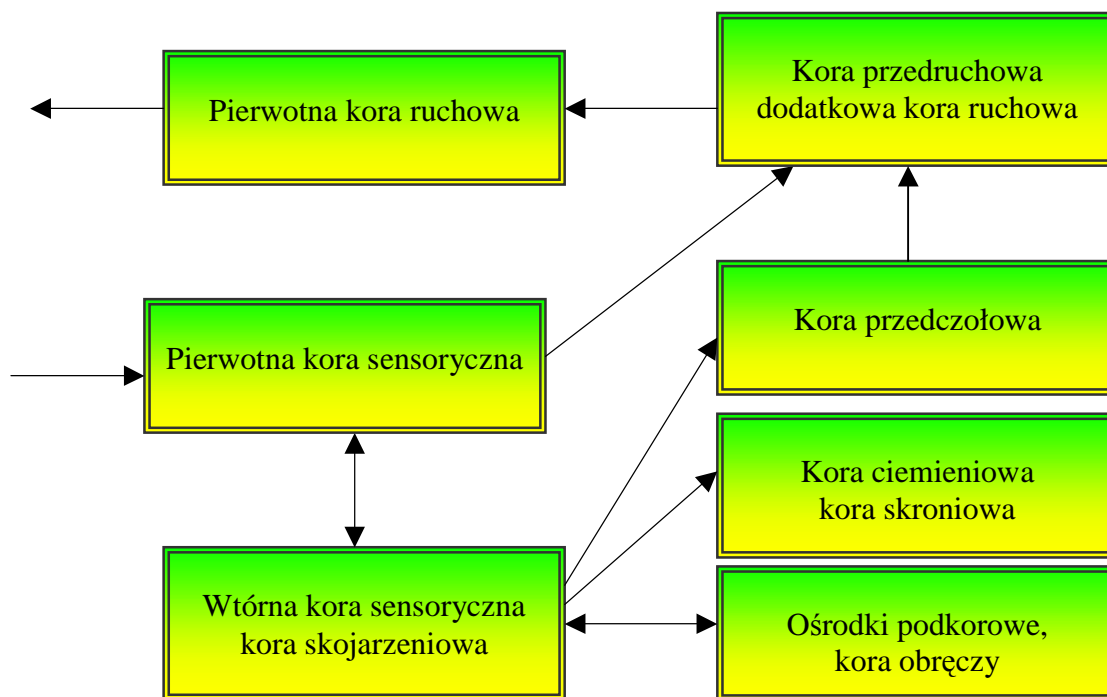 Pierwotna kora ruchowa
Kora przedruchowa
dodatkowa kora ruchowa
Pierwotna kora sensoryczna
Kora przedczołowa
Kora ciemieniowa
kora skroniowa
Wtórna kora sensoryczna
kora skojarzeniowa
Ośrodki podkorowe,
kora obręczy